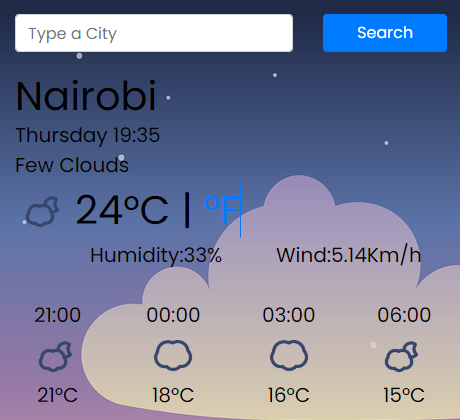 Type a City Search
Nairobi
Thursday 19:35
Few Clouds
24°C | °F
Humidity:33% Wind:5.14Km/h
21:00 00:00 03:00 06:00
21°C 18°C 16°C 15°C